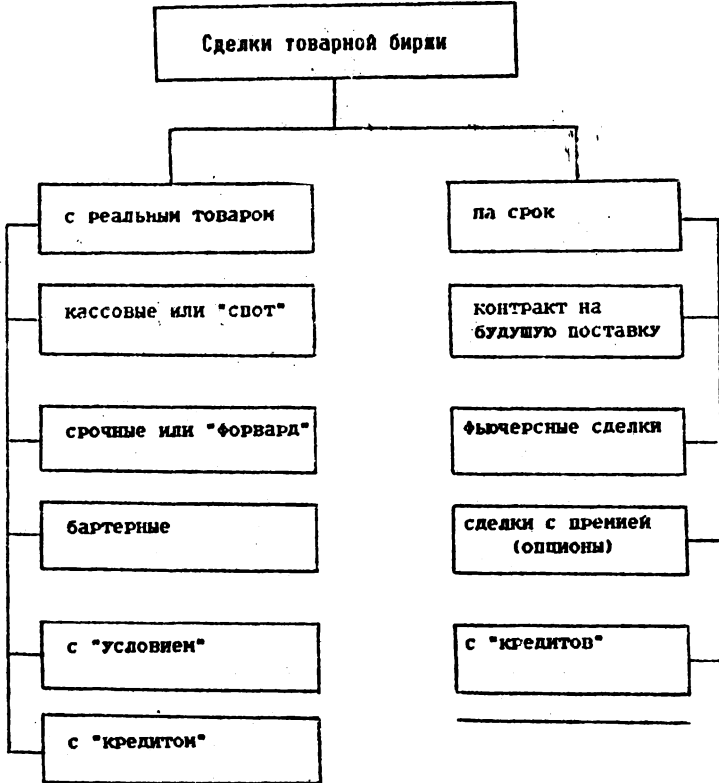 Сделки товарной биржи
с реальным товаром
кассовые или "спот"
срочные или "форвард"
бартерные
с "условием"
с "кредитом"
па срок
контракт на
будушую поставку
фьючерсные сделки
сделки с премией
(опционы)
с "кредитов"